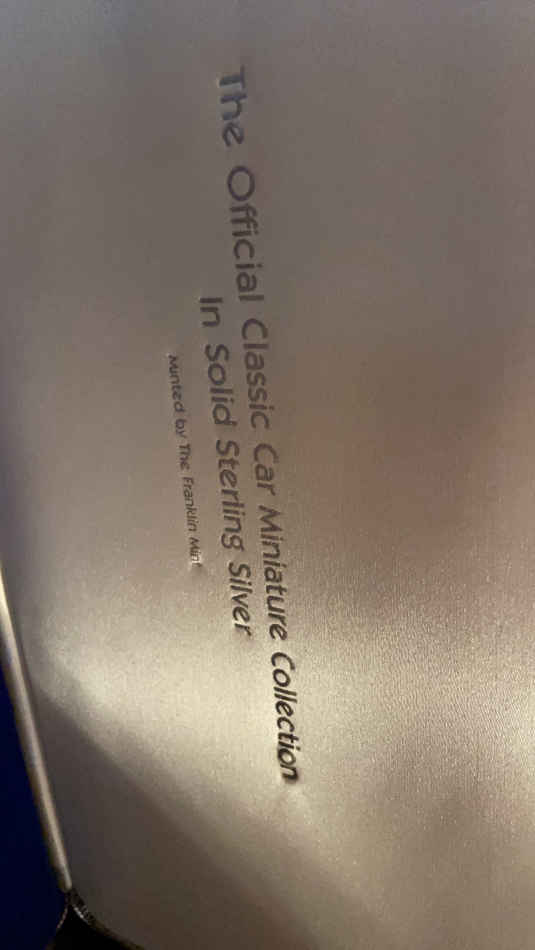 The Official Classic Car Miniature Collection
In Solid Sterling Silver
Minted by The Franklin Mint